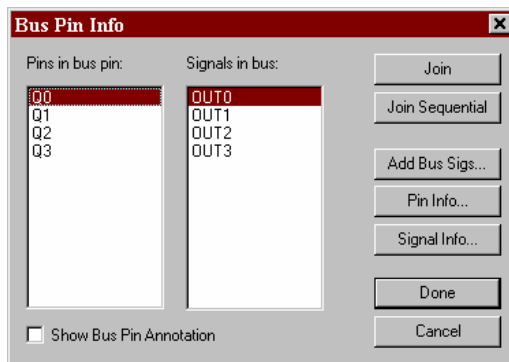 Bus Pin Info
Pins in bus pin:
Q0
Q1
Q2
Q3
Signals in bus:
OUT0
OUT1
OUT2
OUT3
Join
Join Sequential
Add Bus Sigs...
Pin Info...
Signal Info...
Done
Cancel
Show Bus Pin Annotation